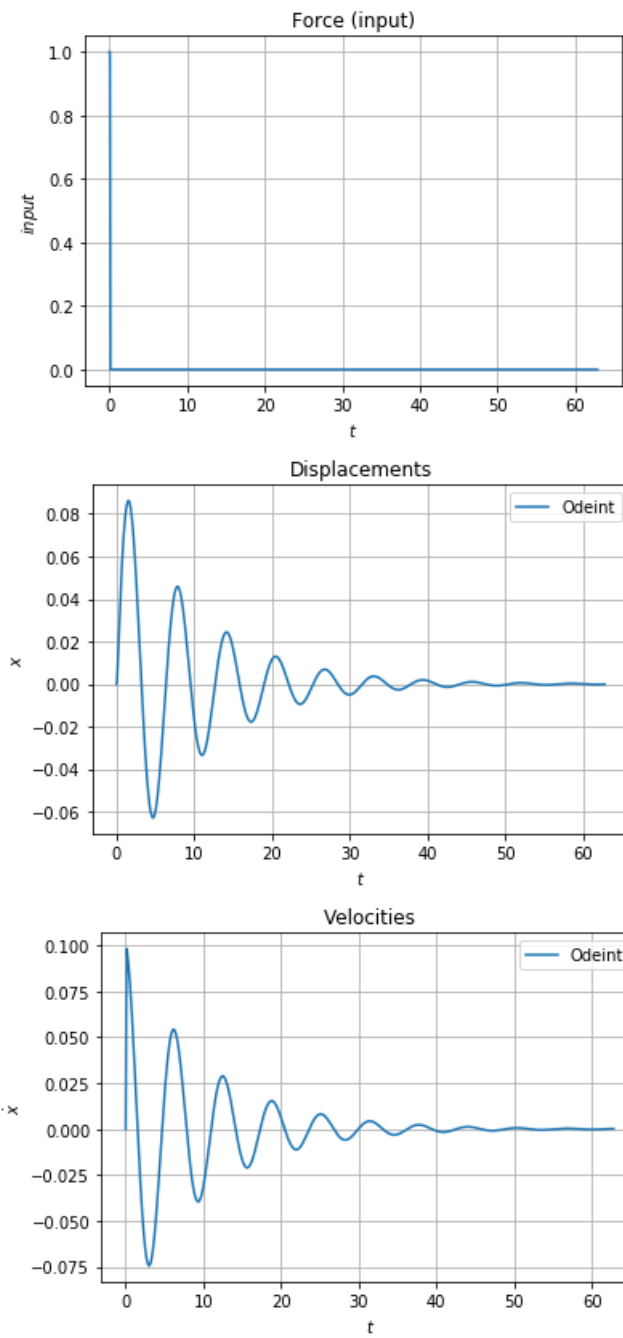 Force (input)
1.0
0.8
0.6
0.4
0.2
0.0
input
0 10 20 30 40 50 60
t
Displacements
Odeint
0.08
0.06
0.04
0.02
0.00
−0.02
−0.04
−0.06
x
0 10 20 30 40 50 60
t
Velocities
Odeint
0.100
0.075
0.050
0.025
0.000
−0.025
−0.050
−0.075
ẋ
0 10 20 30 40 50 60
t